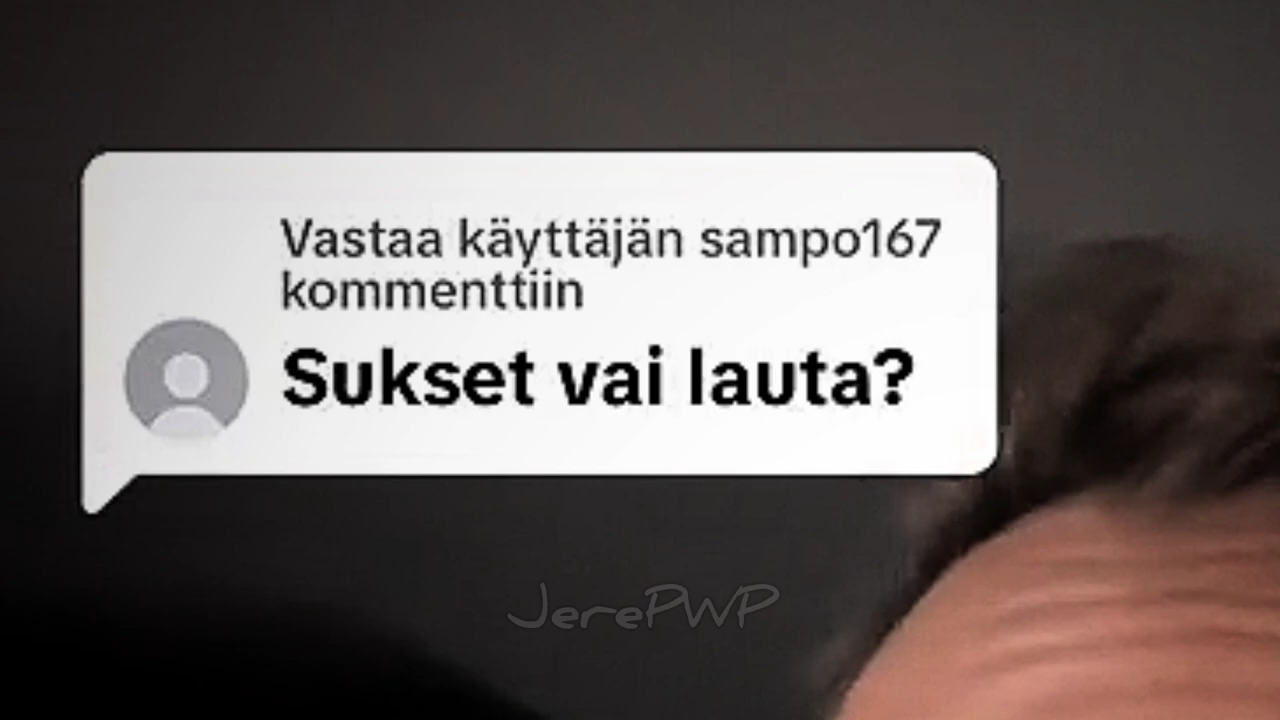 Vastaa käyttäjän sampo167
kommenttiin
Sukset vai lauta?
JerePWP